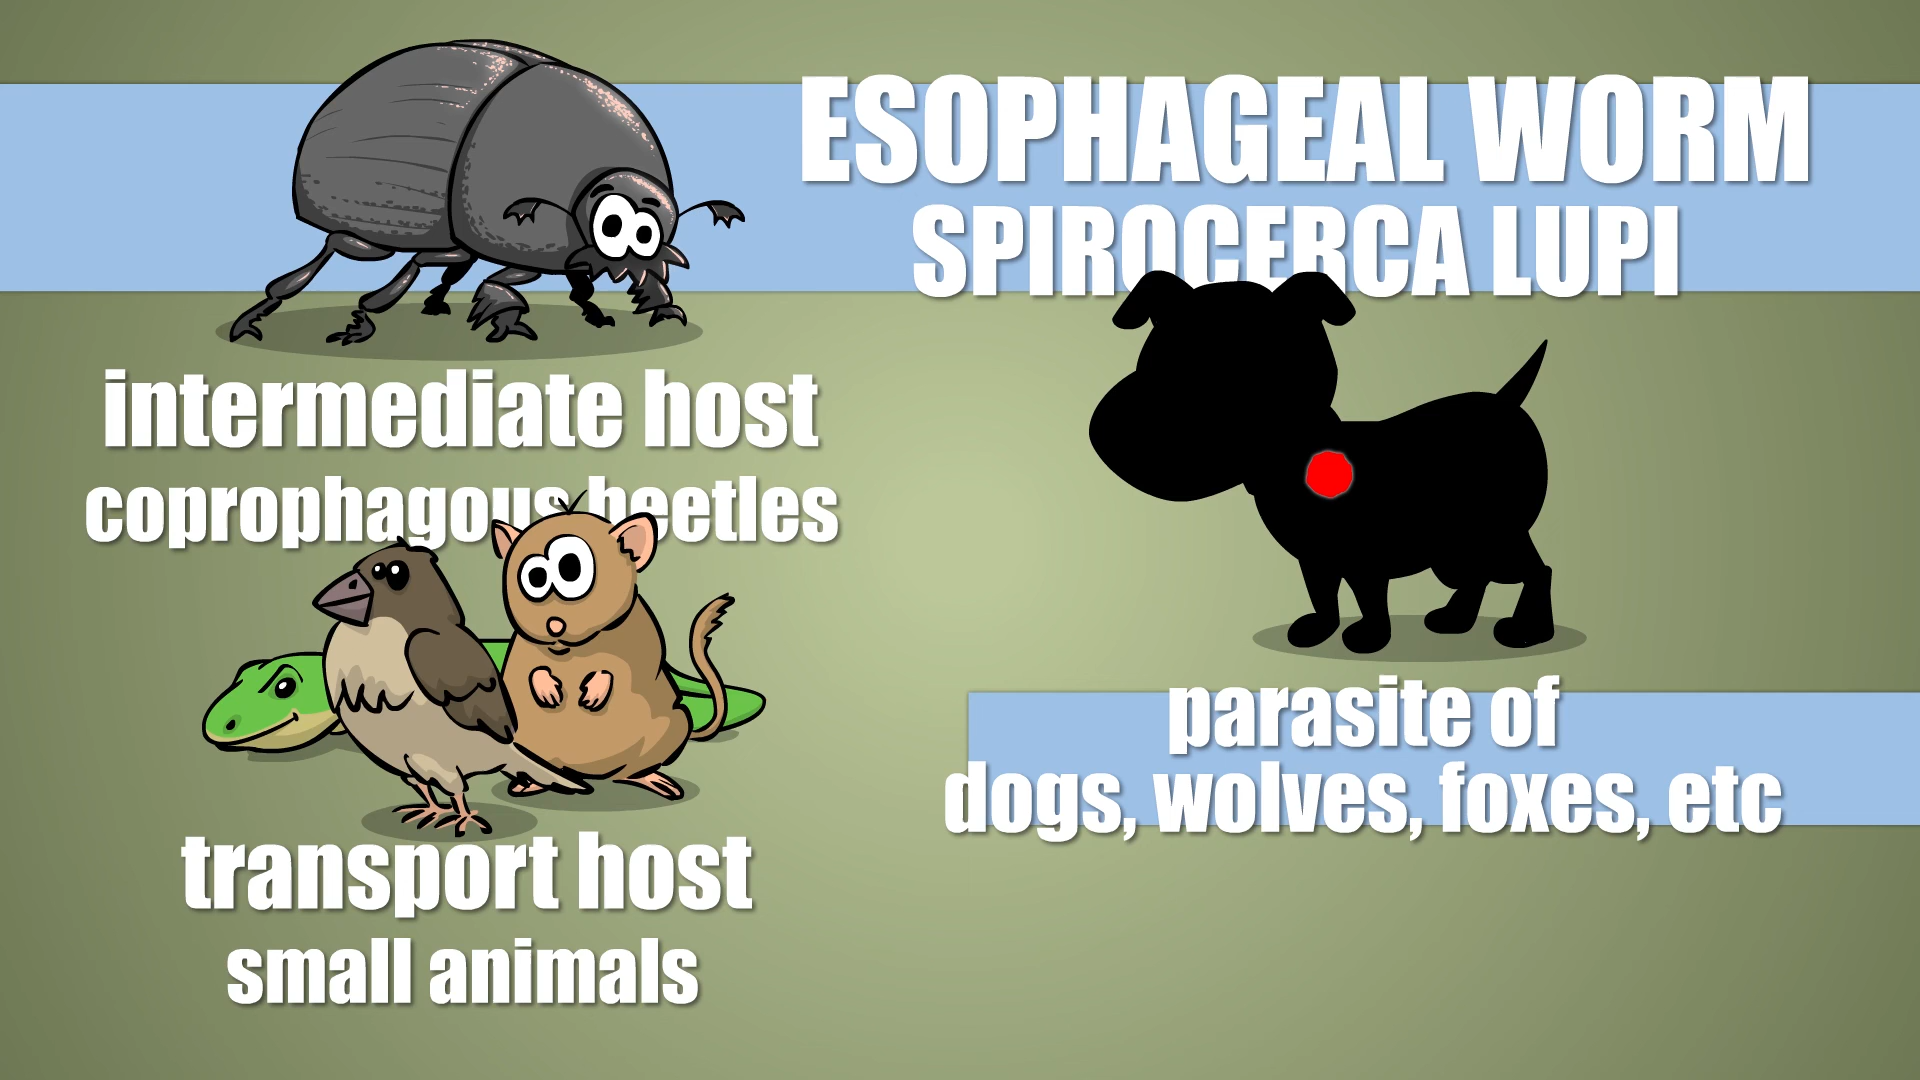 ESOPHAGEAL WORM
SPIROCERCA LUPI
intermediate host
coprophagous beetles
transport host
small animals
parasite of
dogs, wolves, foxes, etc